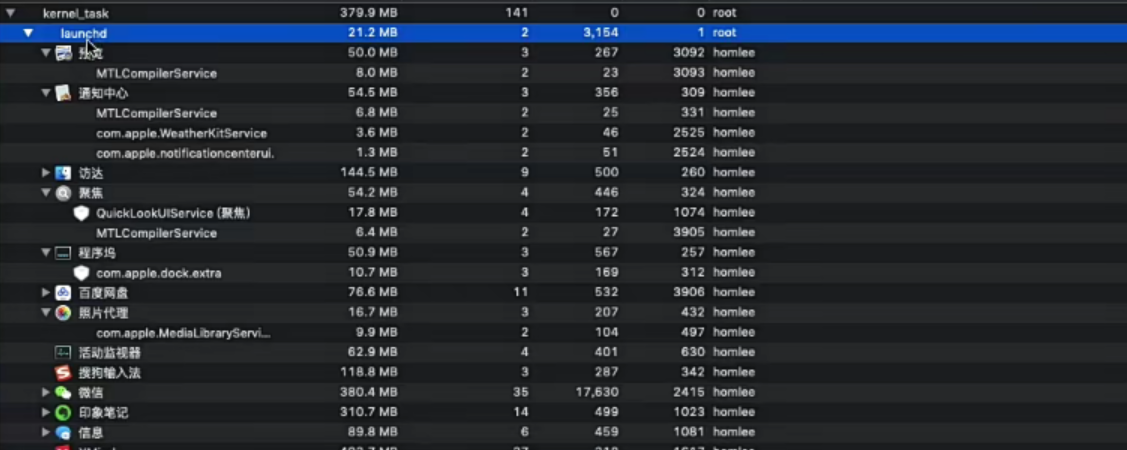 kernel_task 379.9 MB 141 0 0 root
launchd 21.2 MB 2 3,154 1 root
预览 50.0 MB 3 267 3092 homlee
MTLCompilerService 8.0 MB 2 23 3093 homlee
通知中心 54.5 MB 3 356 309 homlee
MTLCompilerService 6.8 MB 2 25 331 homlee
com.apple.WeatherKitService 3.6 MB 2 46 2525 homlee
com.apple.notificationcenterui. 1.3 MB 2 51 2524 homlee
访达 144.5 MB 9 500 260 homlee
聚焦 54.2 MB 4 446 324 homlee
QuickLookUIService (聚焦) 17.8 MB 4 172 1074 homlee
MTLCompilerService 6.4 MB 2 27 3905 homlee
程序坞 50.9 MB 3 567 257 homlee
com.apple.dock.extra 10.7 MB 3 169 312 homlee
百度网盘 76.6 MB 11 532 3906 homlee
照片代理 16.7 MB 3 207 432 homlee
com.apple.MediaLibraryServi... 9.9 MB 2 104 497 homlee
活动监视器 62.9 MB 4 401 630 homlee
搜狗输入法 118.8 MB 3 287 342 homlee
微信 380.4 MB 35 17,630 2415 homlee
印象笔记 310.7 MB 14 499 1023 homlee
信息 89.8 MB 6 459 1081 homlee